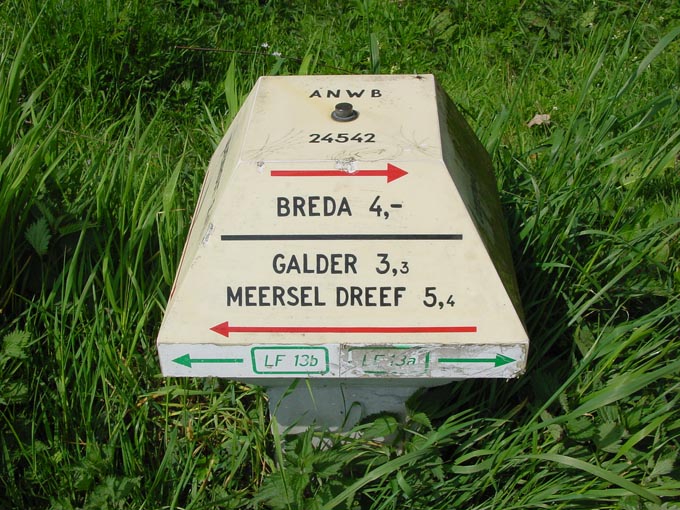 ANWB
24542
BREDA 4,-
GALDER 3,3
MEERSEL DREEF 5,4
LF 13b LF 13a